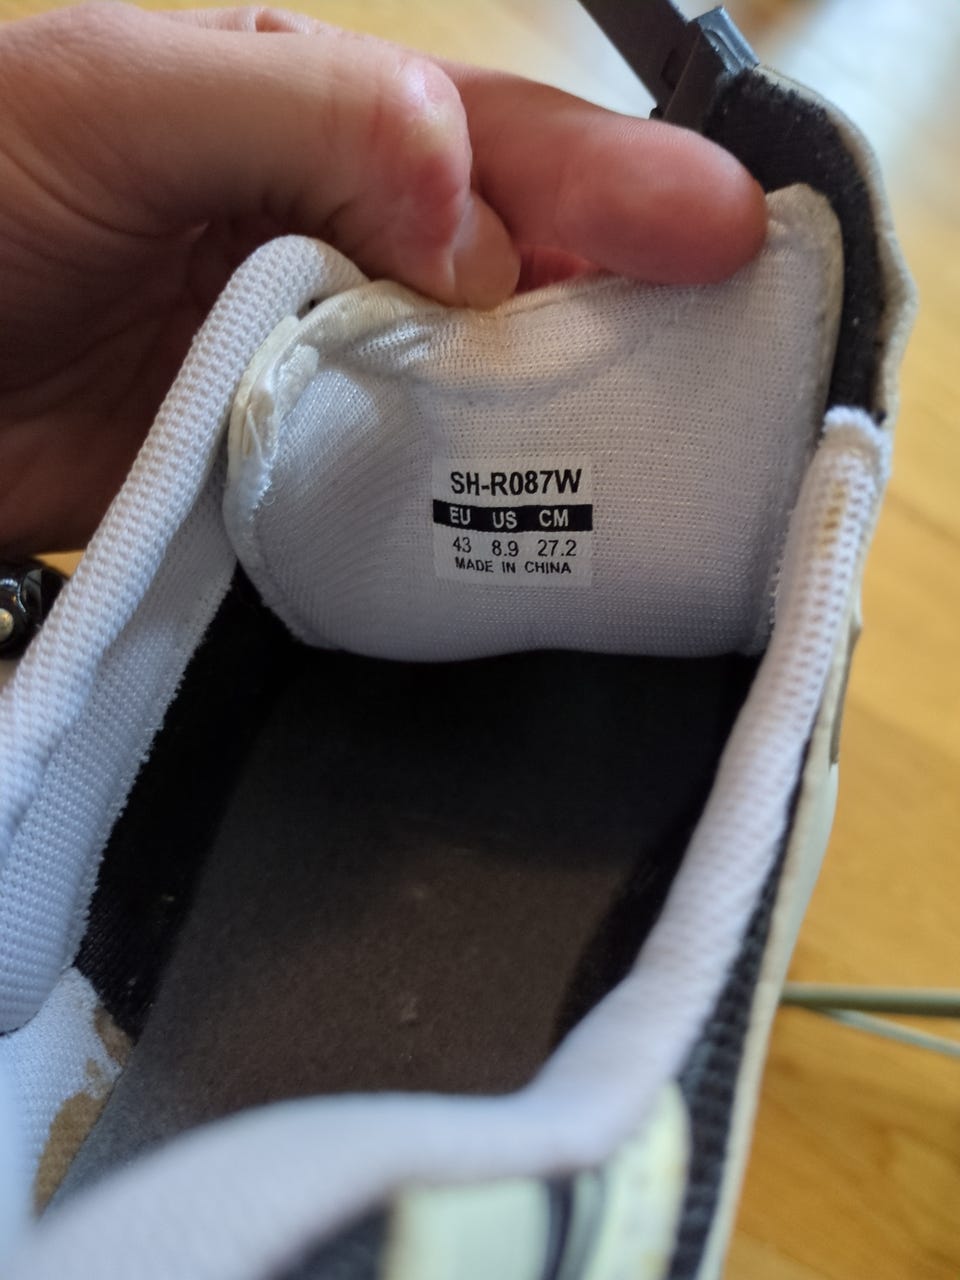 SH-R087W
EU US CM
43 8.9 27.2
MADE IN CHINA